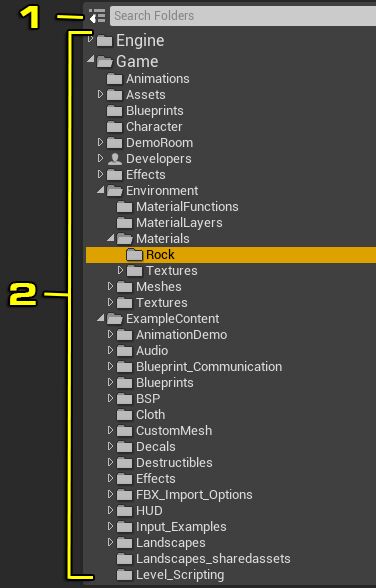 1
Search Folders
2
Engine
Game
Animations
Assets
Blueprints
Character
DemoRoom
Developers
Effects
Environment
MaterialFunctions
MaterialLayers
Materials
Rock
Textures
Meshes
Textures
ExampleContent
AnimationDemo
Audio
Blueprint_Communication
Blueprints
BSP
Cloth
CustomMesh
Decals
Destructibles
Effects
FBX_Import_Options
HUD
Input_Examples
Landscapes
Landscapes_sharedassets
Level_Scripting